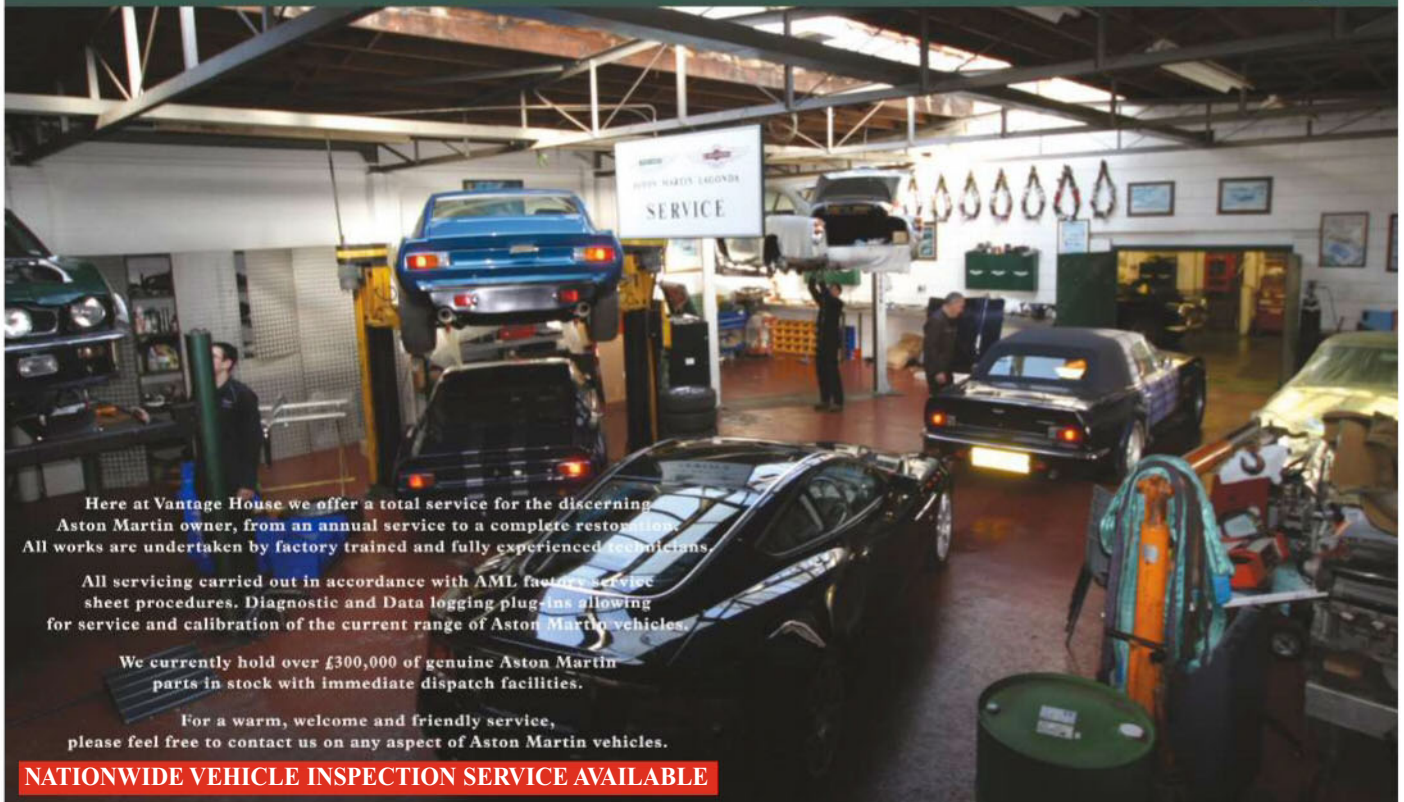 ASTON MARTIN LAGONDA
SERVICE
Here at Vantage House we offer a total service for the discerning
Aston Martin owner, from an annual service to a complete restoration.
All works are undertaken by factory trained and fully experienced technicians.
All servicing carried out in accordance with AML factory service
sheet procedures. Diagnostic and Data logging plug-ins allowing
for service and calibration of the current range of Aston Martin vehicles.
We currently hold over £300,000 of genuine Aston Martin
parts in stock with immediate dispatch facilities.
For a warm, welcome and friendly service,
please feel free to contact us on any aspect of Aston Martin vehicles.
NATIONWIDE VEHICLE INSPECTION SERVICE AVAILABLE